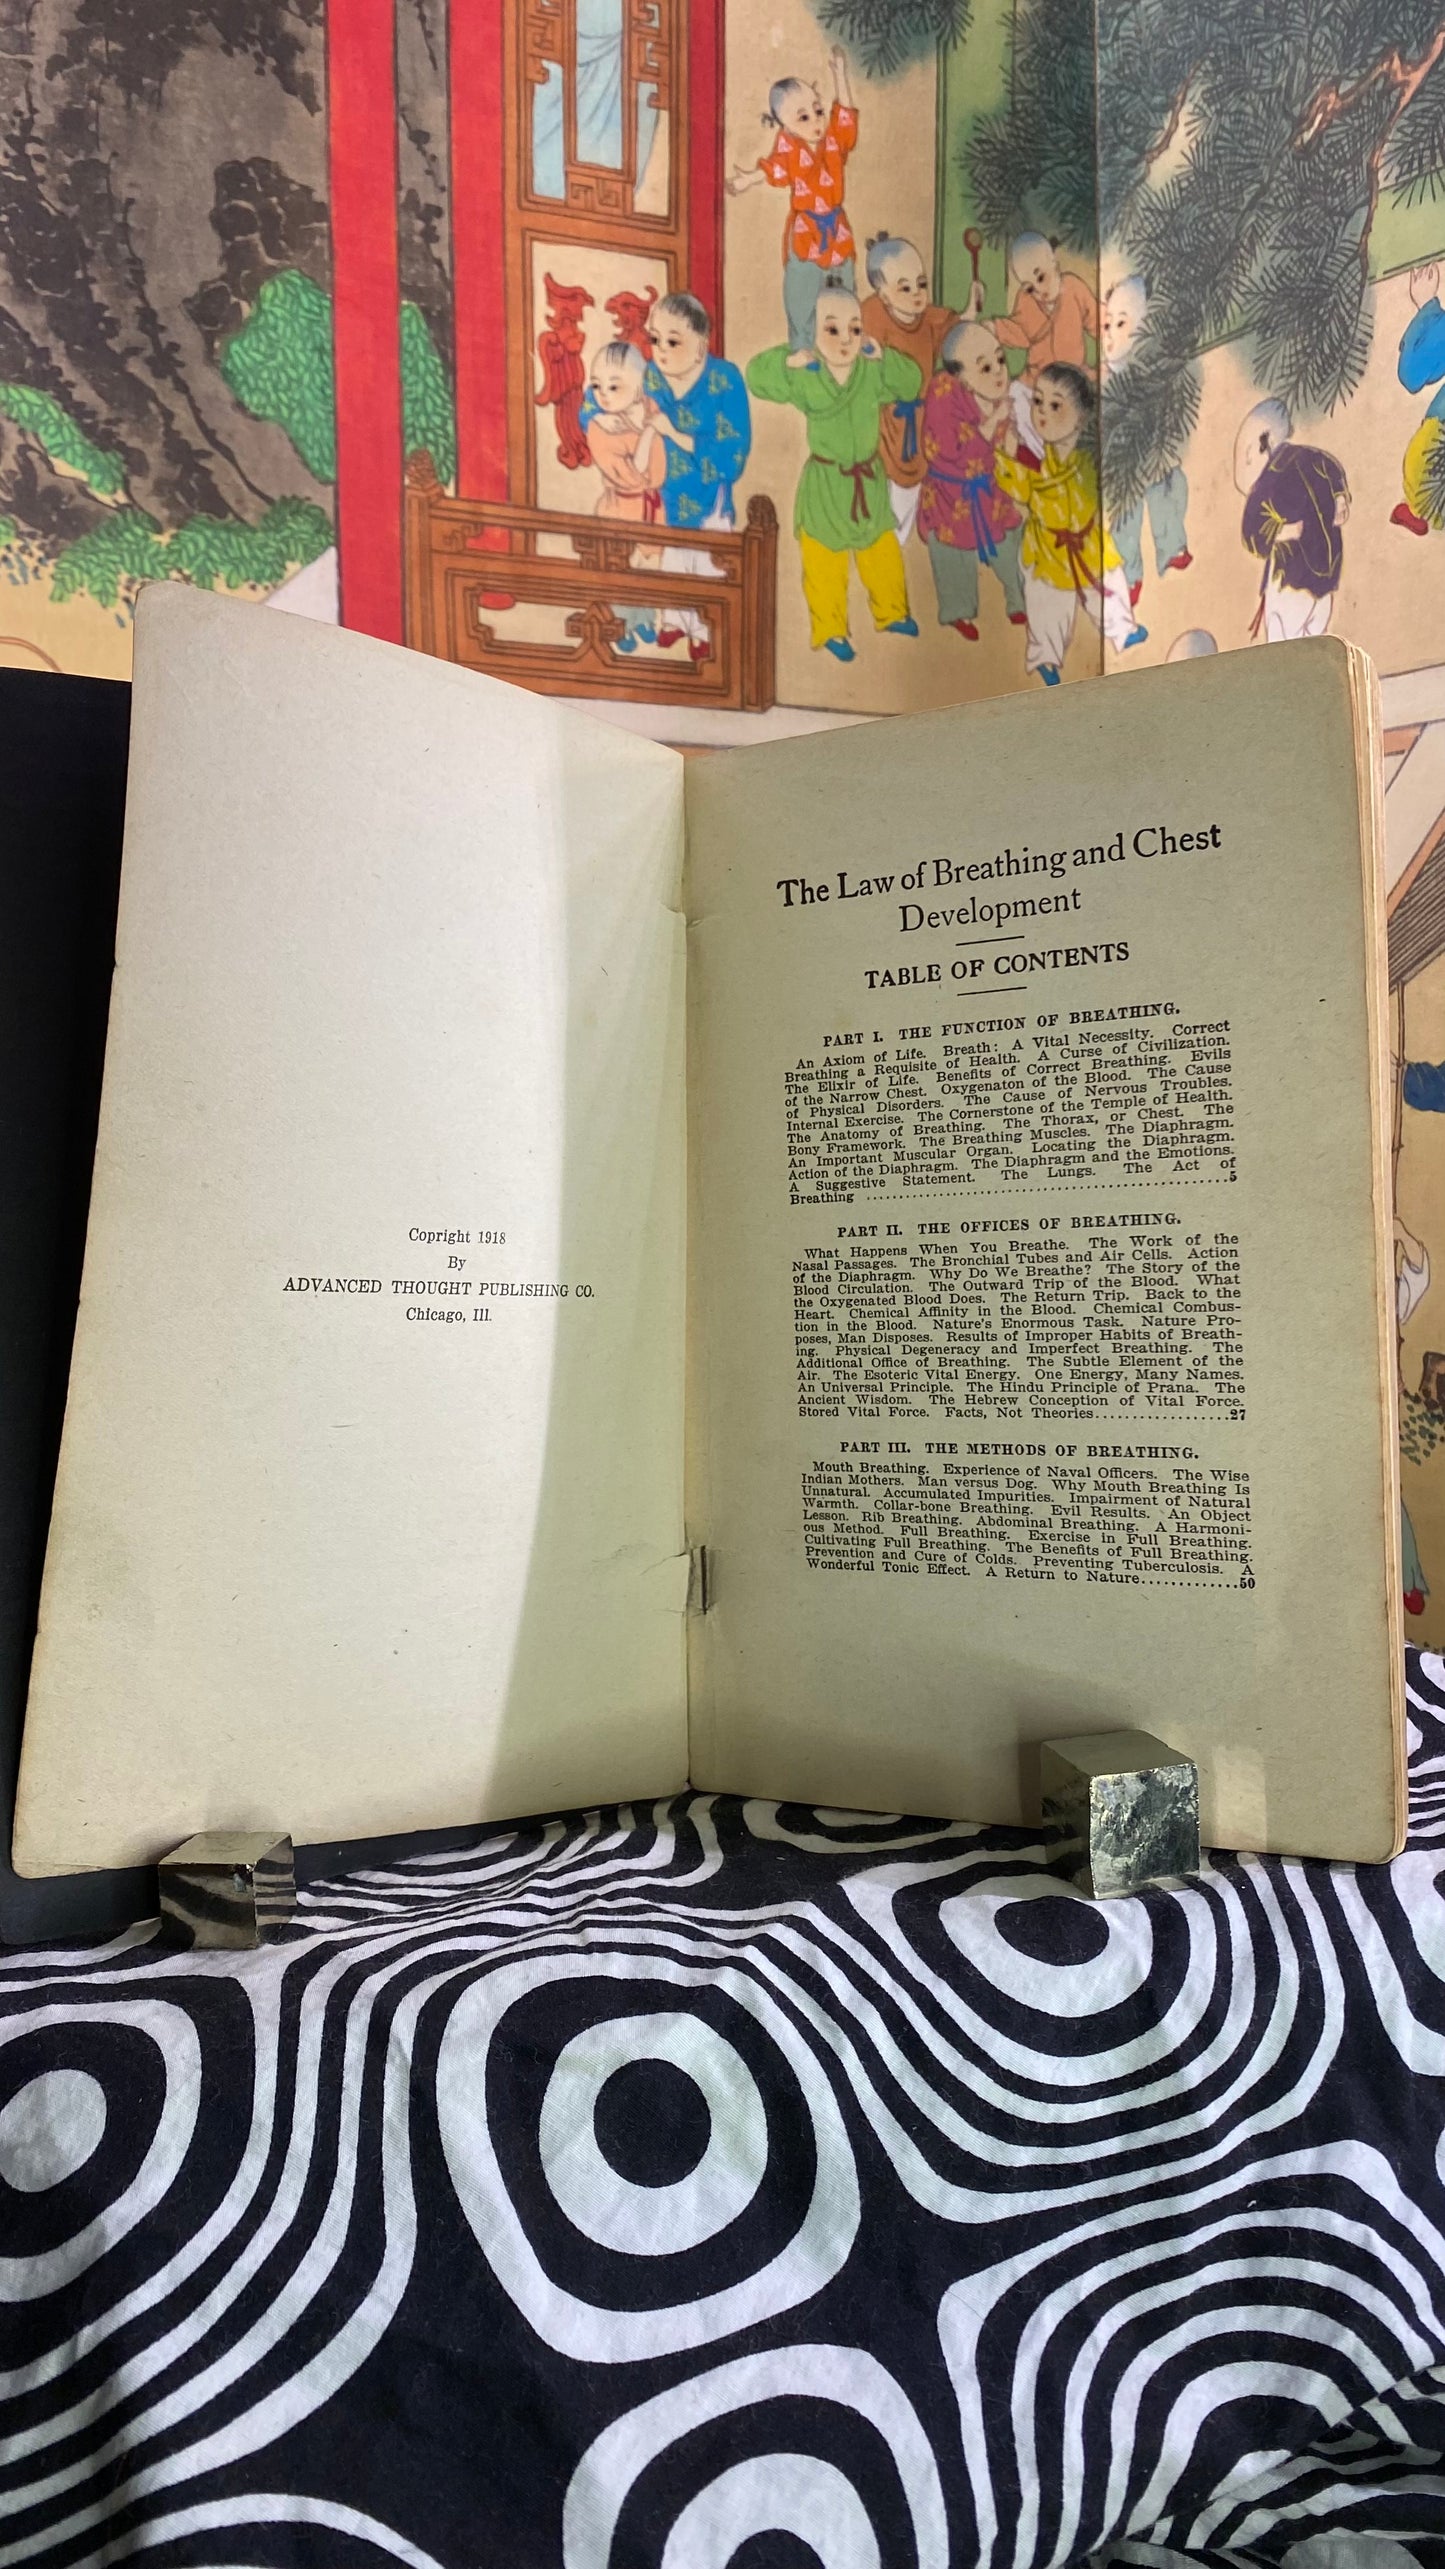 Copright 1918
By
ADVANCED THOUGHT PUBLISHING CO.
Chicago, Ill.
The Law of Breathing and Chest
Development
TABLE OF CONTENTS
PART I. THE FUNCTION OF BREATHING.
An Axiom of Life. Breath: A Vital Necessity. Correct
Breathing a Requisite of Health. A Curse of Civilization.
The Elixir of Life. Benefits of Correct Breathing. Evils
of the Narrow Chest. Oxygenaton of the Blood. The Cause
of Physical Disorders. The Cause of Nervous Troubles.
Internal Exercise. The Cornerstone of the Temple of Health.
The Anatomy of Breathing. The Thorax, or Chest. The
Bony Framework. The Breathing Muscles. The Diaphragm.
An Important Muscular Organ. Locating the Diaphragm.
Action of the Diaphragm. The Diaphragm and the Emotions.
A Suggestive Statement. The Lungs. The Act of
Breathing ................................................5
PART II. THE OFFICES OF BREATHING.
What Happens When You Breathe. The Work of the
Nasal Passages. The Bronchial Tubes and Air Cells. Action
of the Diaphragm. Why Do We Breathe? The Story of the
Blood Circulation. The Outward Trip of the Blood. What
the Oxygenated Blood Does. The Return Trip. Back to the
Heart. Chemical Affinity in the Blood. Chemical Combus-
tion in the Blood. Nature's Enormous Task. Nature Pro-
poses, Man Disposes. Results of Improper Habits of Breath-
ing. Physical Degeneracy and Imperfect Breathing. The
Additional Office of Breathing. The Subtle Element of the
Air. The Esoteric Vital Energy. One Energy, Many Names.
An Universal Principle. The Hindu Principle of Prana. The
Ancient Wisdom. The Hebrew Conception of Vital Force.
Stored Vital Force. Facts, Not Theories..................27
PART III. THE METHODS OF BREATHING.
Mouth Breathing. Experience of Naval Officers. The Wise
Indian Mothers. Man versus Dog. Why Mouth Breathing Is
Unnatural. Accumulated Impurities. Impairment of Natural
Warmth. Collar-bone Breathing. Evil Results. An Object
Lesson. Rib Breathing. Abdominal Breathing. A Harmoni-
ous Method. Full Breathing. Exercise in Full Breathing.
Cultivating Full Breathing. The Benefits of Full Breathing.
Prevention and Cure of Colds. Preventing Tuberculosis. A
Wonderful Tonic Effect. A Return to Nature.............50